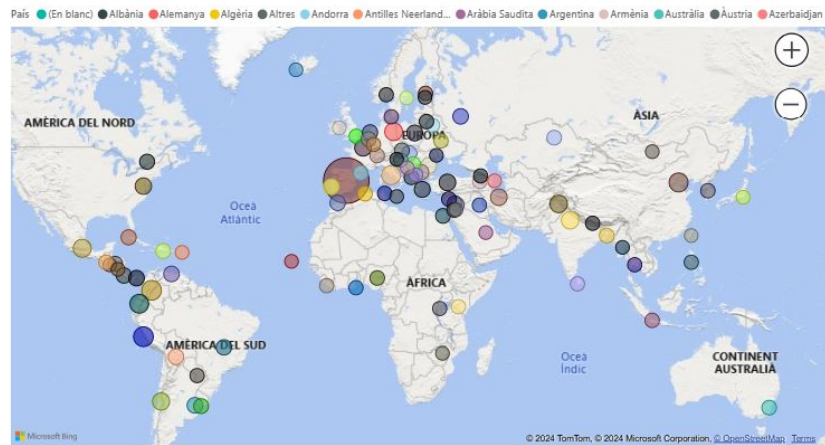 País (En blanc) Albània Alemanya Algèria Altres Andorra Antilles Neerland... Aràbia Saudita Argentina Armènia Austràlia Àustria Azerbaidjan
+
ÀSIA
AMÈRICA DEL NORD
−
EUROPA
Oceà
Atlàntic
ÀFRICA
AMÈRICA DEL SUD
Oceà
Índic
CONTINENT
AUSTRALIÀ
Microsoft Bing
© 2024 TomTom, © 2024 Microsoft Corporation, © OpenStreetMap Terms